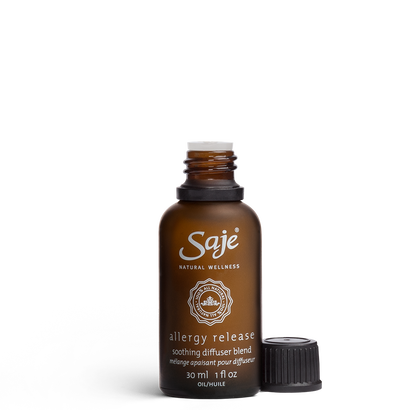 Saje®
NATURAL WELLNESS
allergy release
soothing diffuser blend
mélange apaisant pour diffuseur
30 ml 1 fl oz
OIL/HUILE